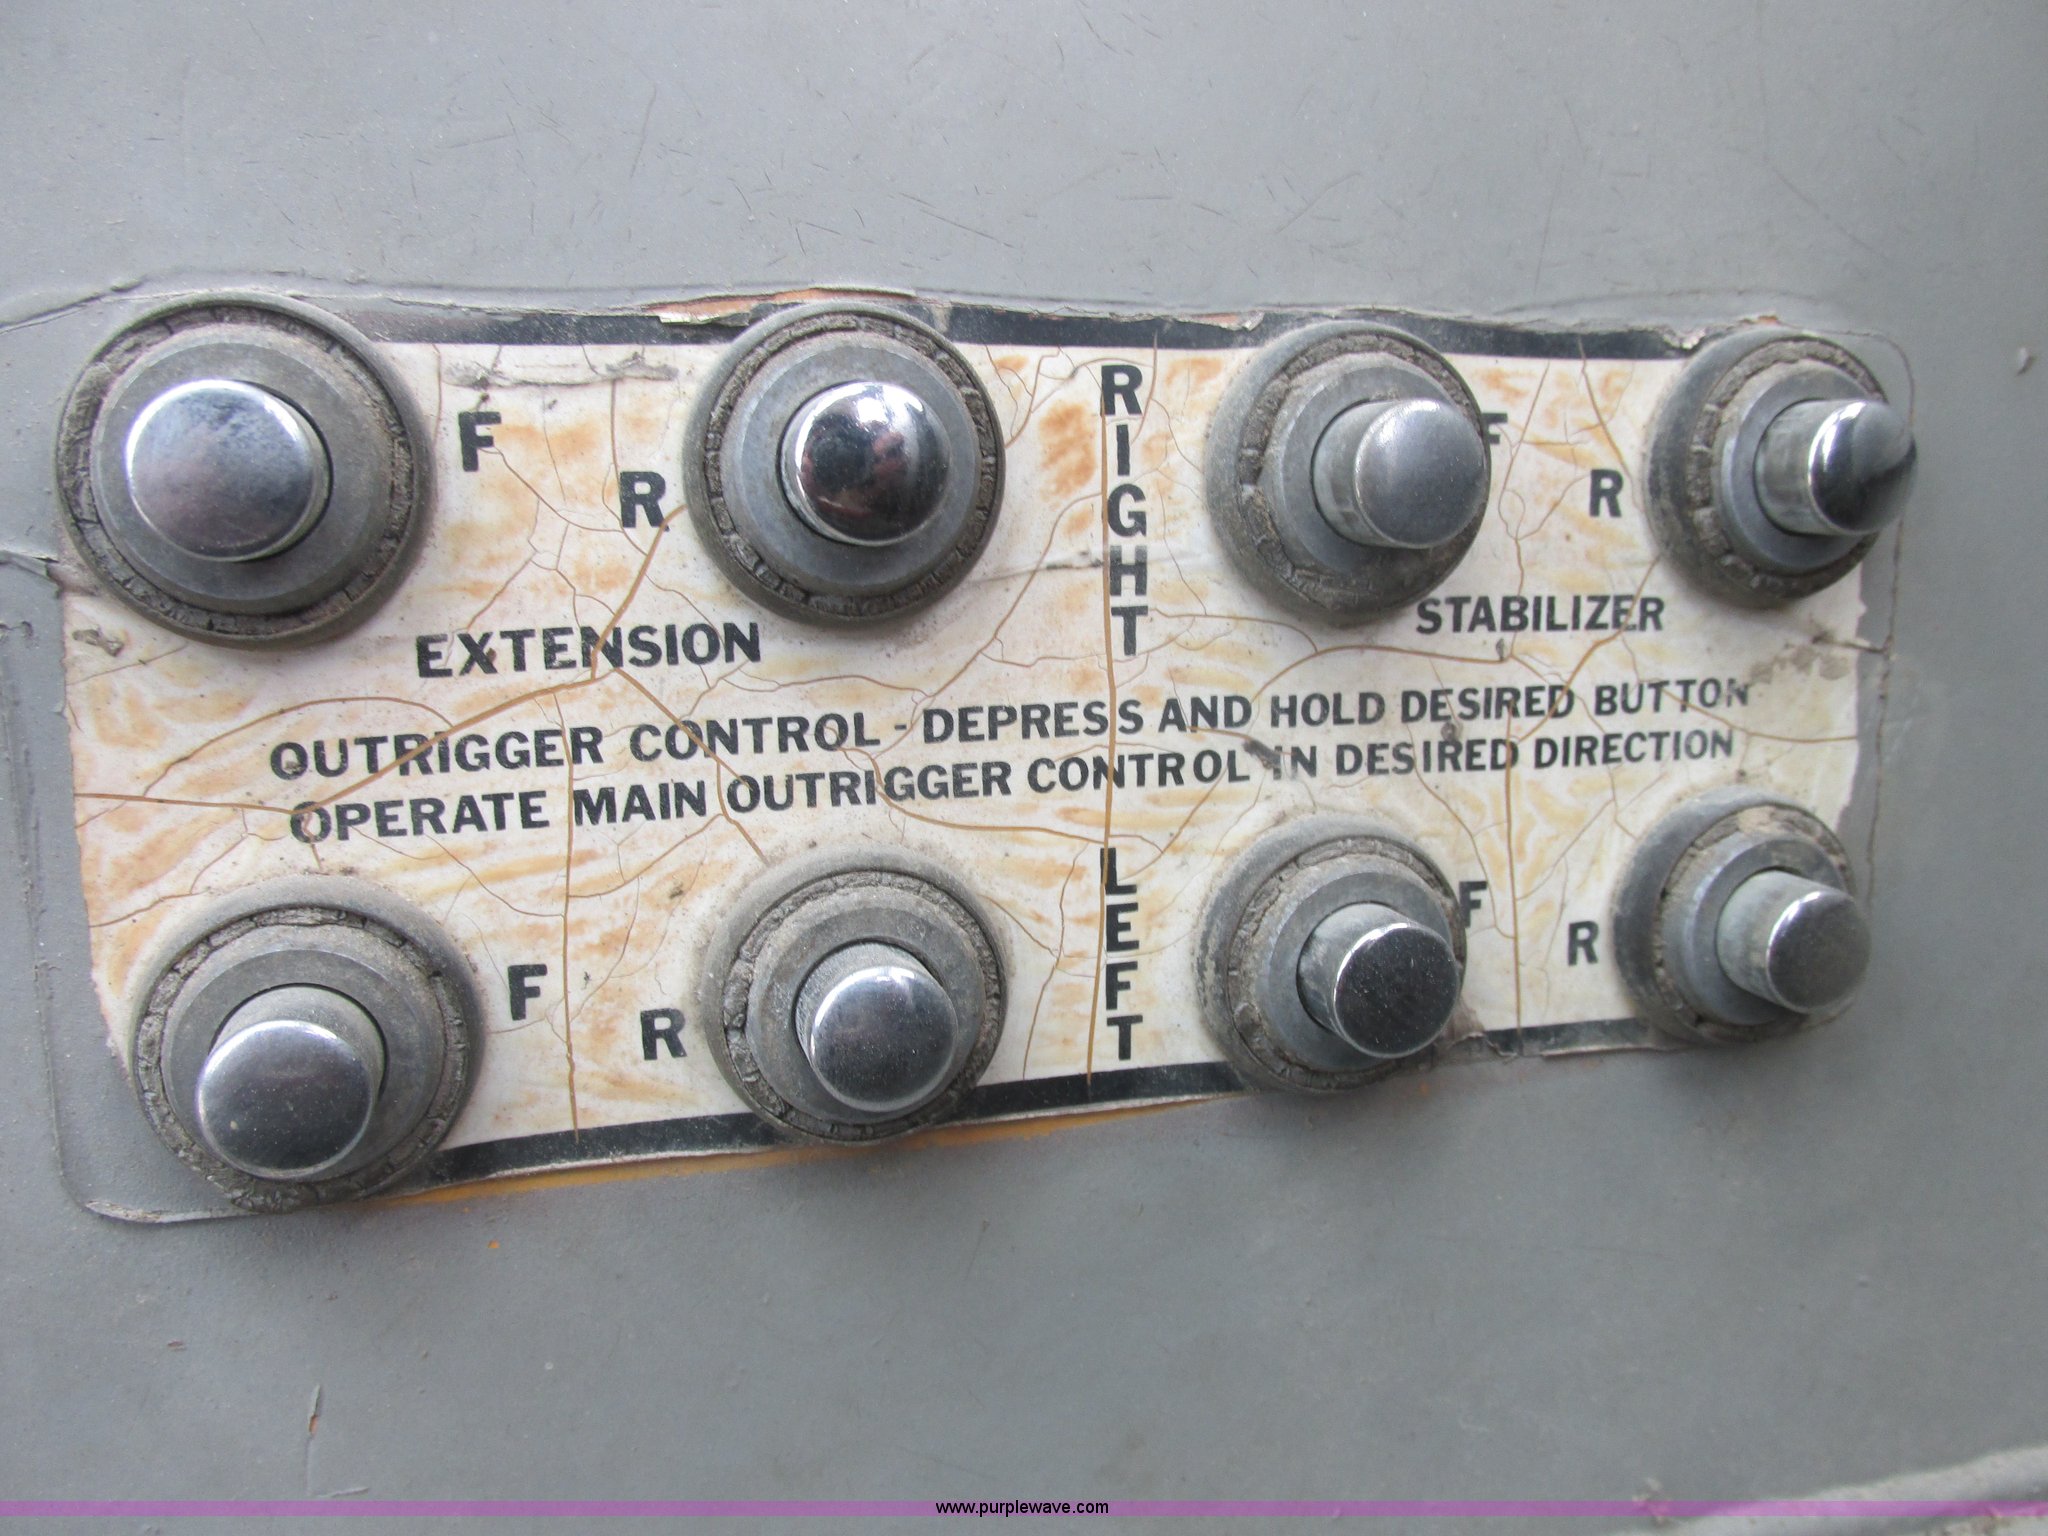 F
R
RIGHT
F
R
EXTENSION
STABILIZER
OUTRIGGER CONTROL - DEPRESS AND HOLD DESIRED BUTTON
OPERATE MAIN OUTRIGGER CONTROL IN DESIRED DIRECTION
F
R
LEFT
F
R
www.purplewave.com